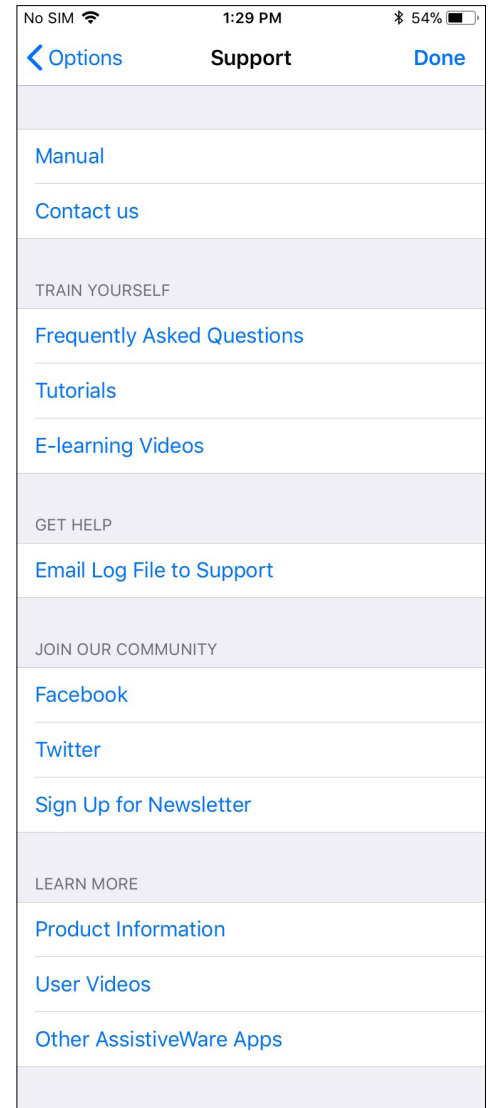 No SIM 1:29 PM 54%
Options Support Done
Manual
Contact us
TRAIN YOURSELF
Frequently Asked Questions
Tutorials
E-learning Videos
GET HELP
Email Log File to Support
JOIN OUR COMMUNITY
Facebook
Twitter
Sign Up for Newsletter
LEARN MORE
Product Information
User Videos
Other AssistiveWare Apps